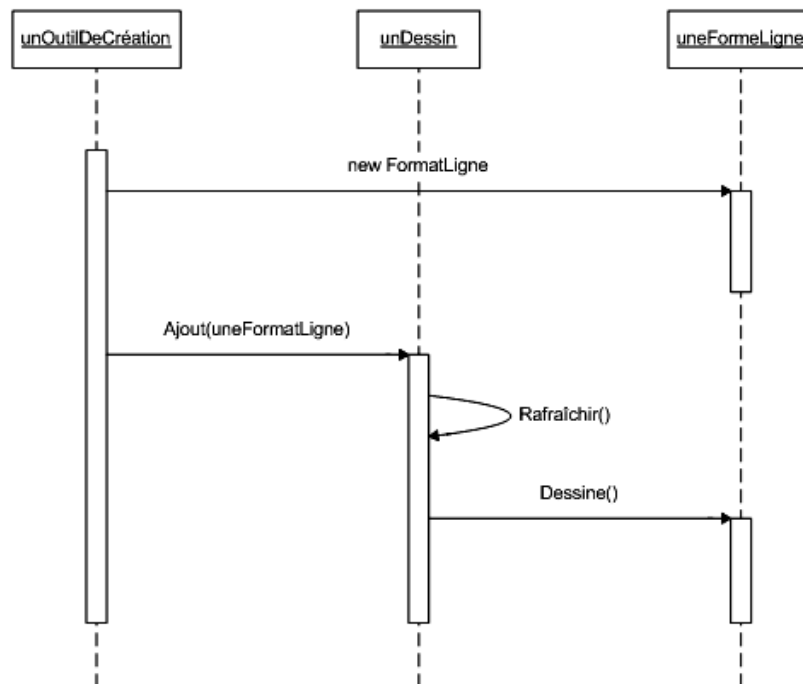 unOutilDeCréation
unDessin
uneFormeLigne
new FormatLigne
Ajout(uneFormatLigne)
Rafraîchir()
Dessine()